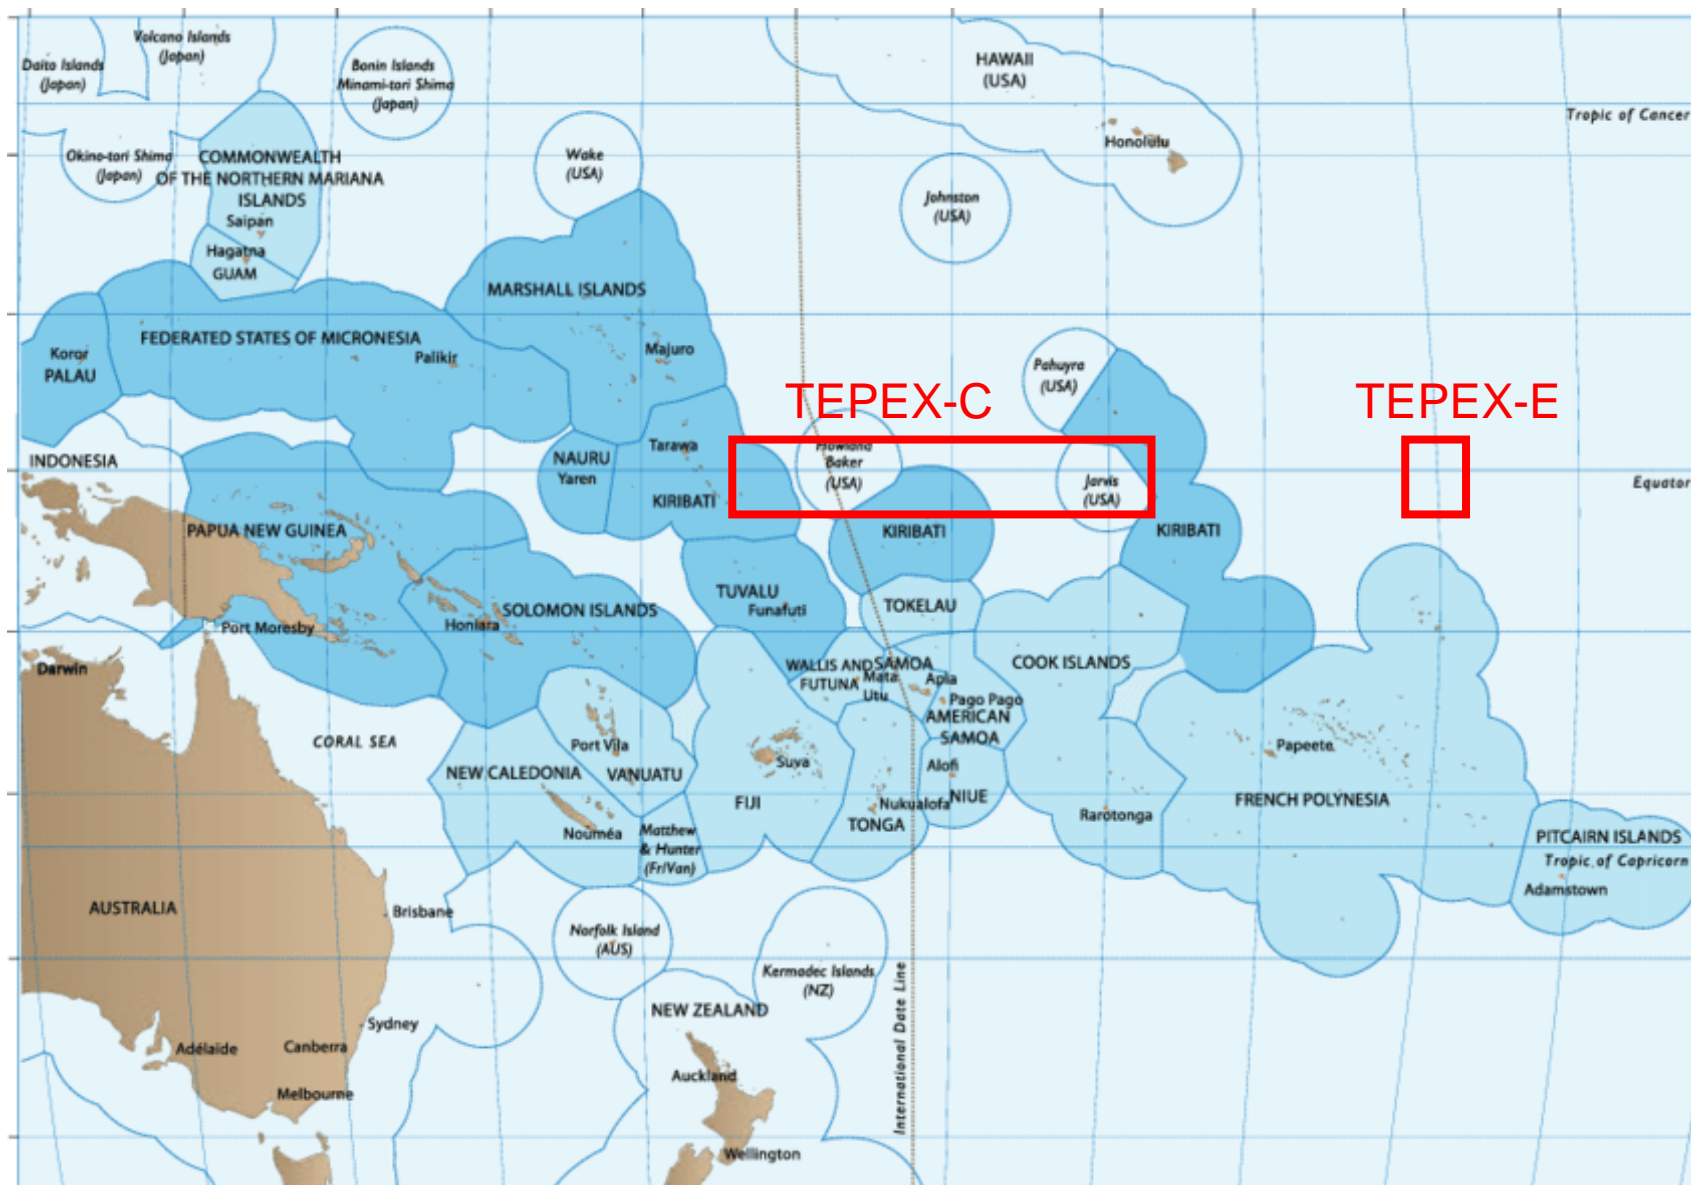 Volcano Islands
(Japan)
Daito Islands
(Japan)
Bonin Islands
Minami-tori Shima
(Japan)
HAWAII
(USA)
Tropic of Cancer
Honolulu
Okino-tori Shima
(Japan)
COMMONWEALTH
OF THE NORTHERN MARIANA
ISLANDS
Saipan
Wake
(USA)
Johnston
(USA)
Hagatna
GUAM
MARSHALL ISLANDS
FEDERATED STATES OF MICRONESIA
Palikir
Majuro
Koror
PALAU
Pahuyra
(USA)
TEPEX-C
TEPEX-E
Howland
Baker
(USA)
Tarawa
INDONESIA
NAURU
Yaren
KIRIBATI
Jarvis
(USA)
Equator
PAPUA NEW GUINEA
KIRIBATI
KIRIBATI
TUVALU
Funafuti
SOLOMON ISLANDS
Honiara
TOKELAU
Port Moresby
Darwin
WALLIS AND
FUTUNA
Mata
Utu
SAMOA
Apia
COOK ISLANDS
Pago Pago
AMERICAN
SAMOA
CORAL SEA
Port Vila
VANUATU
NEW CALEDONIA
Suva
FIJI
Alofi
NIUE
Nukualofa
TONGA
Papeete
FRENCH POLYNESIA
Rarotonga
Nouméa
Matthew
& Hunter
(Fr/Van)
PITCAIRN ISLANDS
Tropic of Capricorn
Adamstown
AUSTRALIA
Brisbane
Norfolk Island
(AUS)
Kermadec Islands
(NZ)
NEW ZEALAND
International Date Line
Sydney
Adélaïde
Canberra
Auckland
Melbourne
Wellington